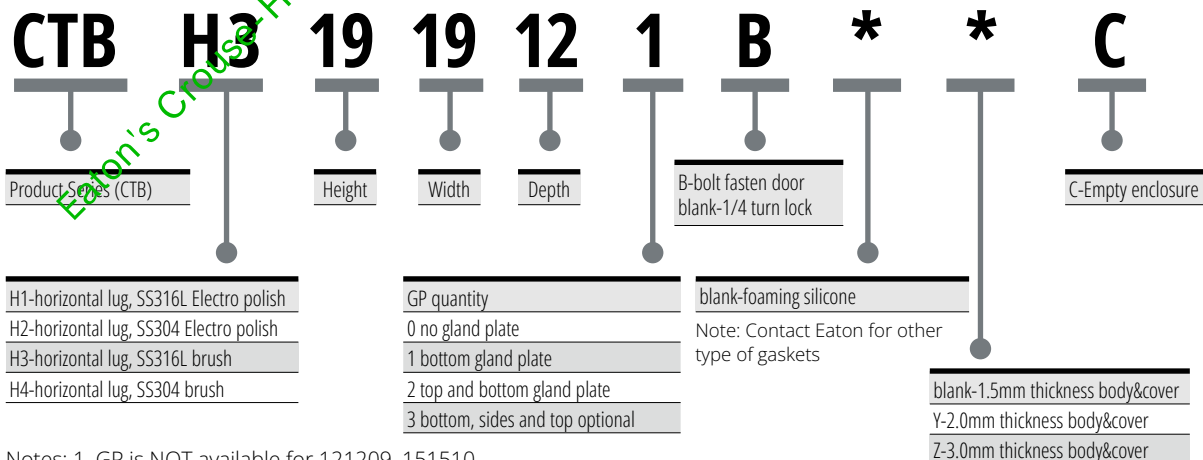 CTB H3 19 19 12 1 B * * C
Product Series (CTB)
Height
Width
Depth
B-bolt fasten door
blank-1/4 turn lock
C-Empty enclosure
H1-horizontal lug, SS316L Electro polish
H2-horizontal lug, SS304 Electro polish
H3-horizontal lug, SS316L brush
H4-horizontal lug, SS304 brush
GP quantity
0 no gland plate
1 bottom gland plate
2 top and bottom gland plate
3 bottom, sides and top optional
blank-foaming silicone
Note: Contact Eaton for other
type of gaskets
blank-1.5mm thickness body&cover
Y-2.0mm thickness body&cover
Z-3.0mm thickness body&cover
Notes: 1. GP is NOT available for 121209, 151510
Eaton's Crouse-H